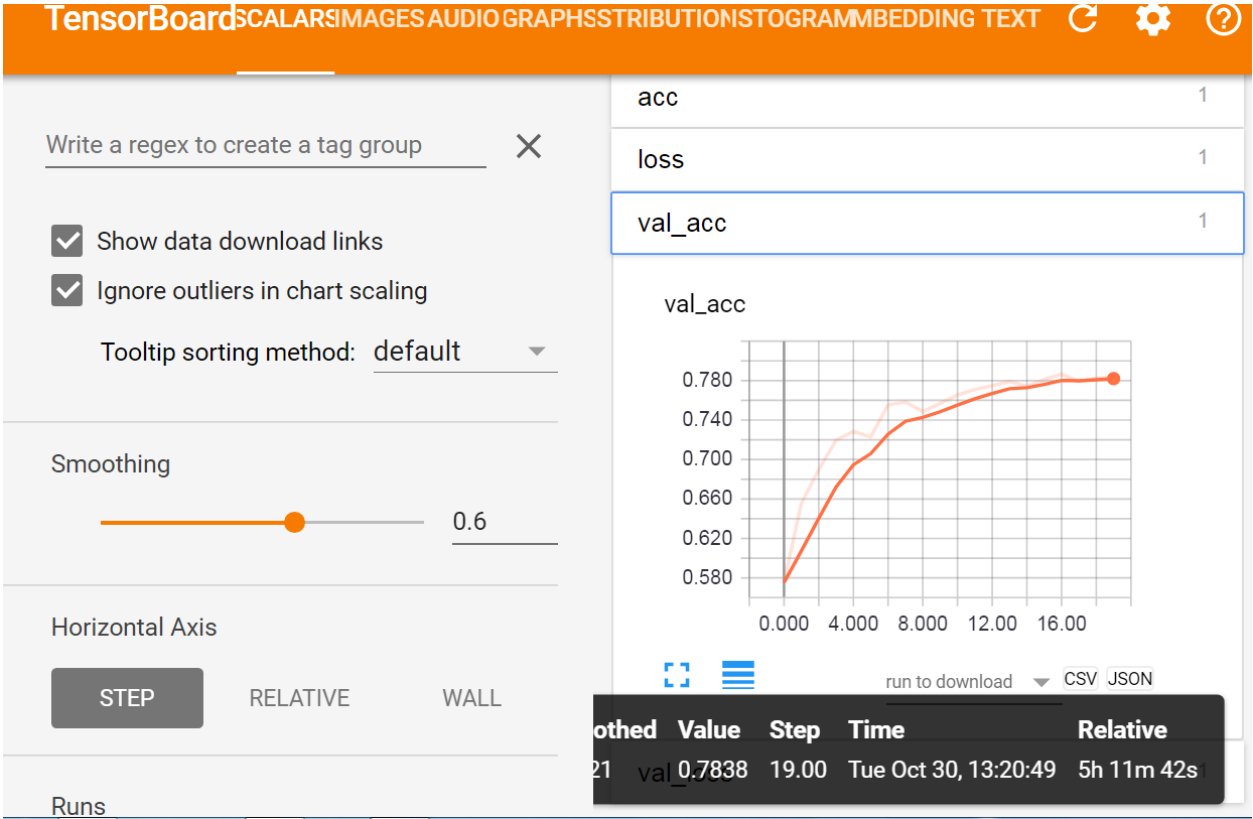 TensorBoard SCALARS IMAGES AUDIO GRAPHS STRIBUTIONS STOGRAM MBEDDING TEXT
Write a regex to create a tag group
Show data download links
Ignore outliers in chart scaling
Tooltip sorting method: default
Smoothing
0.6
Horizontal Axis
STEP RELATIVE WALL
Runs
acc 1
loss 1
val_acc 1
val_acc
0.780
0.740
0.700
0.660
0.620
0.580
0.000 4.000 8.000 12.00 16.00
run to download CSV JSON
othed Value Step Time Relative
21 0.7838 19.00 Tue Oct 30, 13:20:49 5h 11m 42s